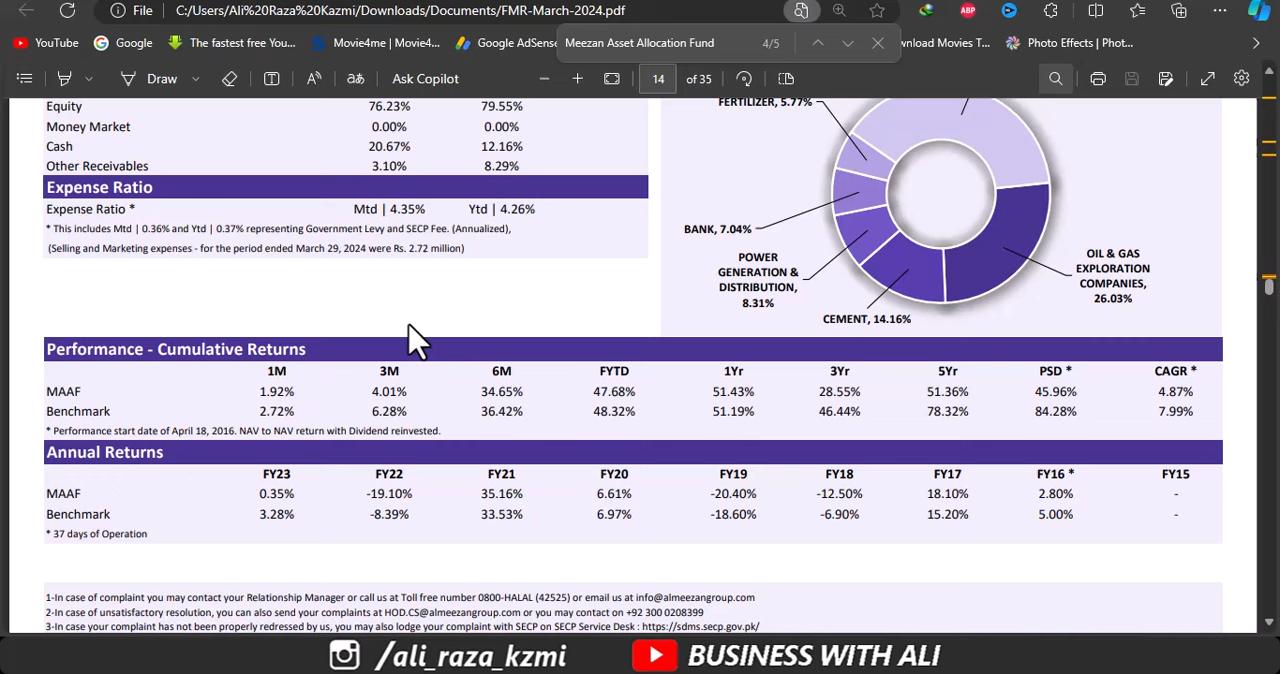 File C:/Users/Ali%20Raza%20Kazmi/Downloads/Documents/FMR-March-2024.pdf
YouTube Google The fastest free You... Movie4me | Movie4... Google AdSense Meezan Asset Allocation Fund 4/5 wnload Movies T... Photo Effects | Phot...
Draw Ask Copilot 14 of 35
Equity 76.23% 79.55%
Money Market 0.00% 0.00%
Cash 20.67% 12.16%
Other Receivables 3.10% 8.29%
Expense Ratio
Expense Ratio * Mtd | 4.35% Ytd | 4.26%
* This includes Mtd | 0.36% and Ytd | 0.37% representing Government Levy and SECP Fee. (Annualized),
(Selling and Marketing expenses - for the period ended March 29, 2024 were Rs. 2.72 million)
FERTILIZER, 5.77%
BANK, 7.04%
POWER
GENERATION &
DISTRIBUTION,
8.31%
CEMENT, 14.16%
OIL & GAS
EXPLORATION
COMPANIES,
26.03%
Performance - Cumulative Returns
1M 3M 6M FYTD 1Yr 3Yr 5Yr PSD * CAGR *
MAAF 1.92% 4.01% 34.65% 47.68% 51.43% 28.55% 51.36% 45.96% 4.87%
Benchmark 2.72% 6.28% 36.42% 48.32% 51.19% 46.44% 78.32% 84.28% 7.99%
* Performance start date of April 18, 2016. NAV to NAV return with Dividend reinvested.
Annual Returns
FY23 FY22 FY21 FY20 FY19 FY18 FY17 FY16 * FY15
MAAF 0.35% -19.10% 35.16% 6.61% -20.40% -12.50% 18.10% 2.80% -
Benchmark 3.28% -8.39% 33.53% 6.97% -18.60% -6.90% 15.20% 5.00% -
* 37 days of Operation
1-In case of complaint you may contact your Relationship Manager or call us at Toll free number 0800-HALAL (42525) or email us at info@almeezangroup.com
2-In case of unsatisfactory resolution, you can also send your complaints at HOD.CS@almeezangroup.com or you may contact on +92 300 0208399
3-In case your complaint has not been properly redressed by us, you may also lodge your complaint with SECP on SECP Service Desk : https://sdms.secp.gov.pk/
/ali_raza_kzmi BUSINESS WITH ALI